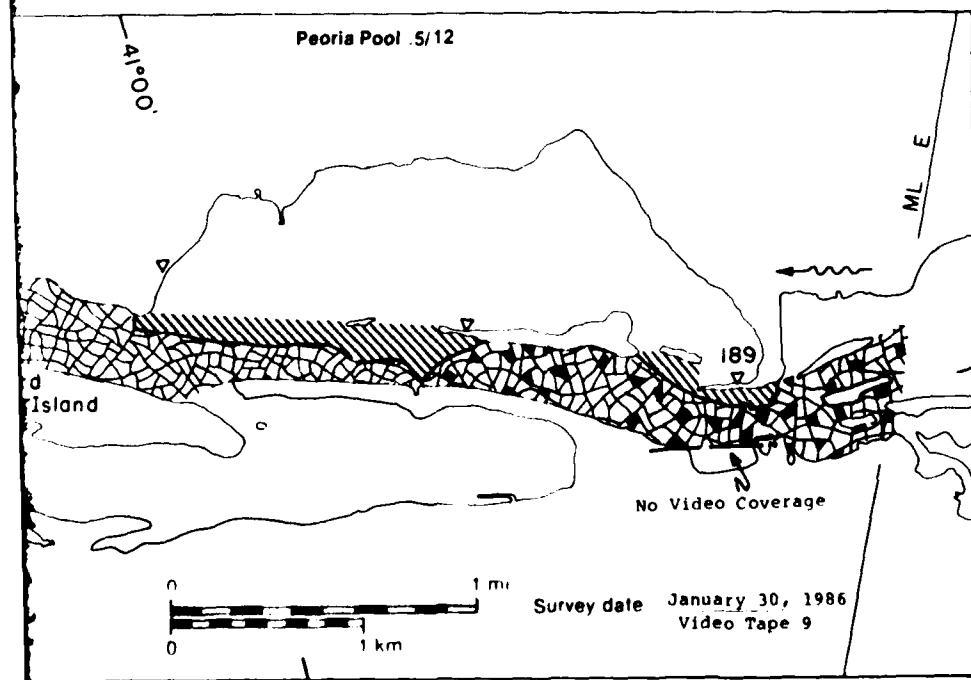 Peoria Pool 5/12
41°00'
ML E
189
d
Island
No Video Coverage
0 1 mi
0 1 km
Survey date January 30, 1986
Video Tape 9